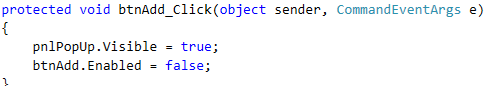 protected void btnAdd_Click(object sender, CommandEventArgs e)
{
    pnlPopUp.Visible = true;
    btnAdd.Enabled = false;
}